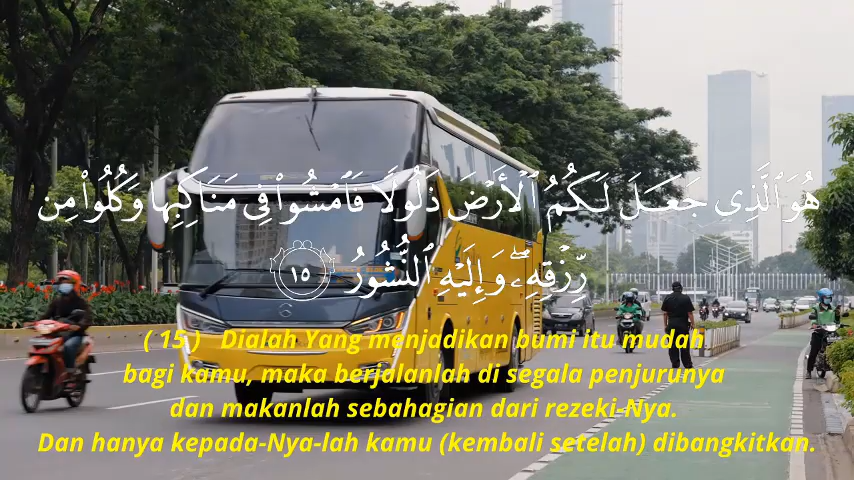 هُوَ ٱلَّذِى جَعَلَ لَكُمُ ٱلْأَرْضَ ذَلُولًا فَٱمْشُوا۟ فِى مَنَاكِبِهَا وَكُلُوا۟ مِن
رِّزْقِهِۦ ۖ وَإِلَيْهِ ٱلنُّشُورُ ١٥
( 15 ) Dialah Yang menjadikan bumi itu mudah
bagi kamu, maka berjalanlah di segala penjurunya
dan makanlah sebahagian dari rezeki-Nya.
Dan hanya kepada-Nya-lah kamu (kembali setelah) dibangkitkan.